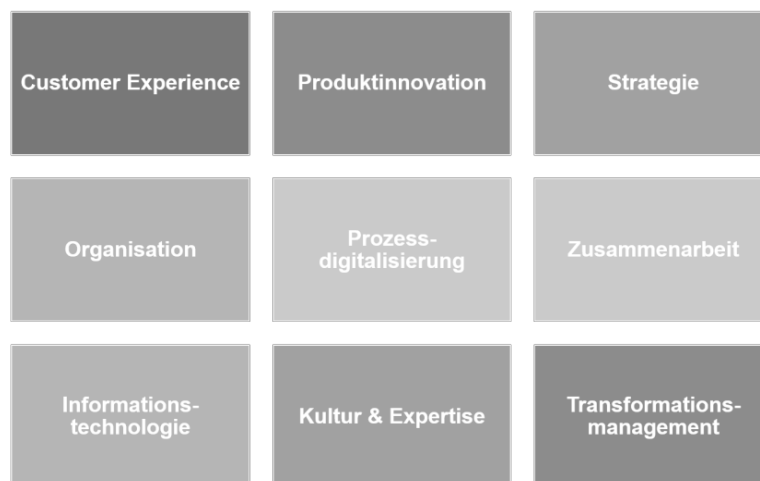 Customer Experience
Produktinnovation
Strategie
Organisation
Prozess-
digitalisierung
Zusammenarbeit
Informations-
technologie
Kultur & Expertise
Transformations-
management